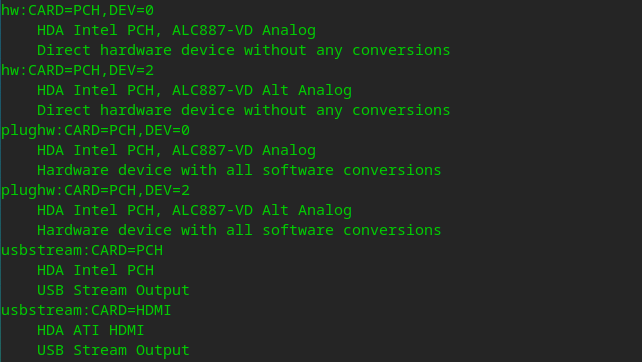 hw:CARD=PCH,DEV=0
    HDA Intel PCH, ALC887-VD Analog
    Direct hardware device without any conversions
hw:CARD=PCH,DEV=2
    HDA Intel PCH, ALC887-VD Alt Analog
    Direct hardware device without any conversions
plughw:CARD=PCH,DEV=0
    HDA Intel PCH, ALC887-VD Analog
    Hardware device with all software conversions
plughw:CARD=PCH,DEV=2
    HDA Intel PCH, ALC887-VD Alt Analog
    Hardware device with all software conversions
usbstream:CARD=PCH
    HDA Intel PCH
    USB Stream Output
usbstream:CARD=HDMI
    HDA ATI HDMI
    USB Stream Output